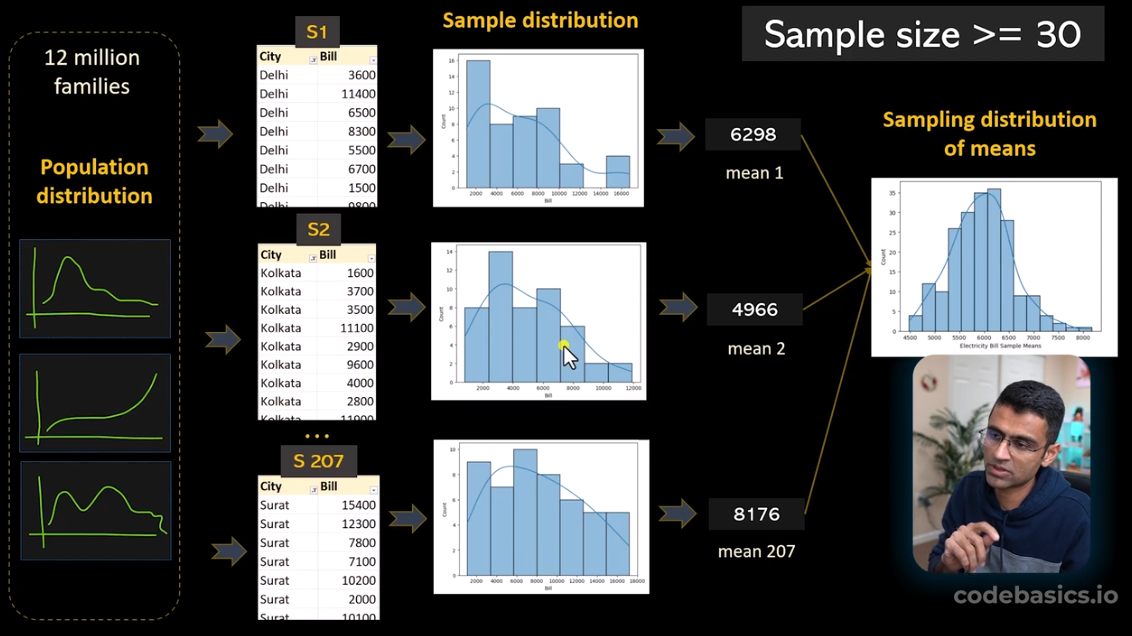 12 million
families
Population
distribution
S1
City Bill
Delhi 3600
Delhi 11400
Delhi 6500
Delhi 8300
Delhi 5500
Delhi 6700
Delhi 1500
Delhi 9800
S2
City Bill
Kolkata 1600
Kolkata 3700
Kolkata 3500
Kolkata 11100
Kolkata 2900
Kolkata 9600
Kolkata 4000
Kolkata 2800
Kolkata 11900
...
S 207
City Bill
Surat 15400
Surat 12300
Surat 7800
Surat 7100
Surat 10200
Surat 2000
Surat 10100
Sample distribution
16
14
12
10
8
6
4
2
0
Count
2000 4000 6000 8000 10000 12000 14000 16000
Bill
14
12
10
8
6
4
2
0
Count
2000 4000 6000 8000 10000 12000
Bill
10
8
6
4
2
0
Count
2000 4000 6000 8000 10000 12000 14000 16000 18000
Bill
6298
mean 1
4966
mean 2
8176
mean 207
Sample size >= 30
Sampling distribution
of means
35
30
25
20
15
10
5
0
Count
4500 5000 5500 6000 6500 7000 7500 8000
Electricity Bill Sample Means
codebasics.io